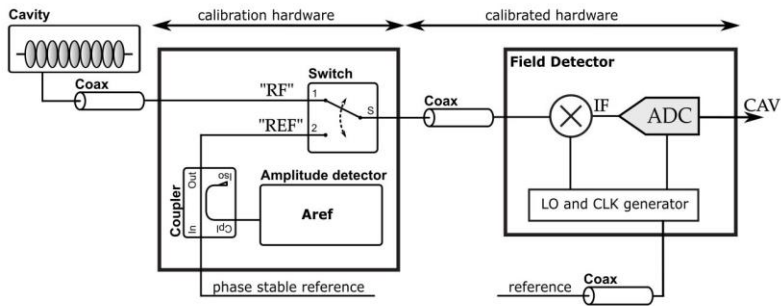 Cavity
calibration hardware
calibrated hardware
Coax
"RF"
Switch
1
S
"REF"
2
Coax
Field Detector
IF
ADC
CAV
Out
Iso
Coupler
In
Cpl
Amplitude detector
Aref
LO and CLK generator
phase stable reference
reference
Coax